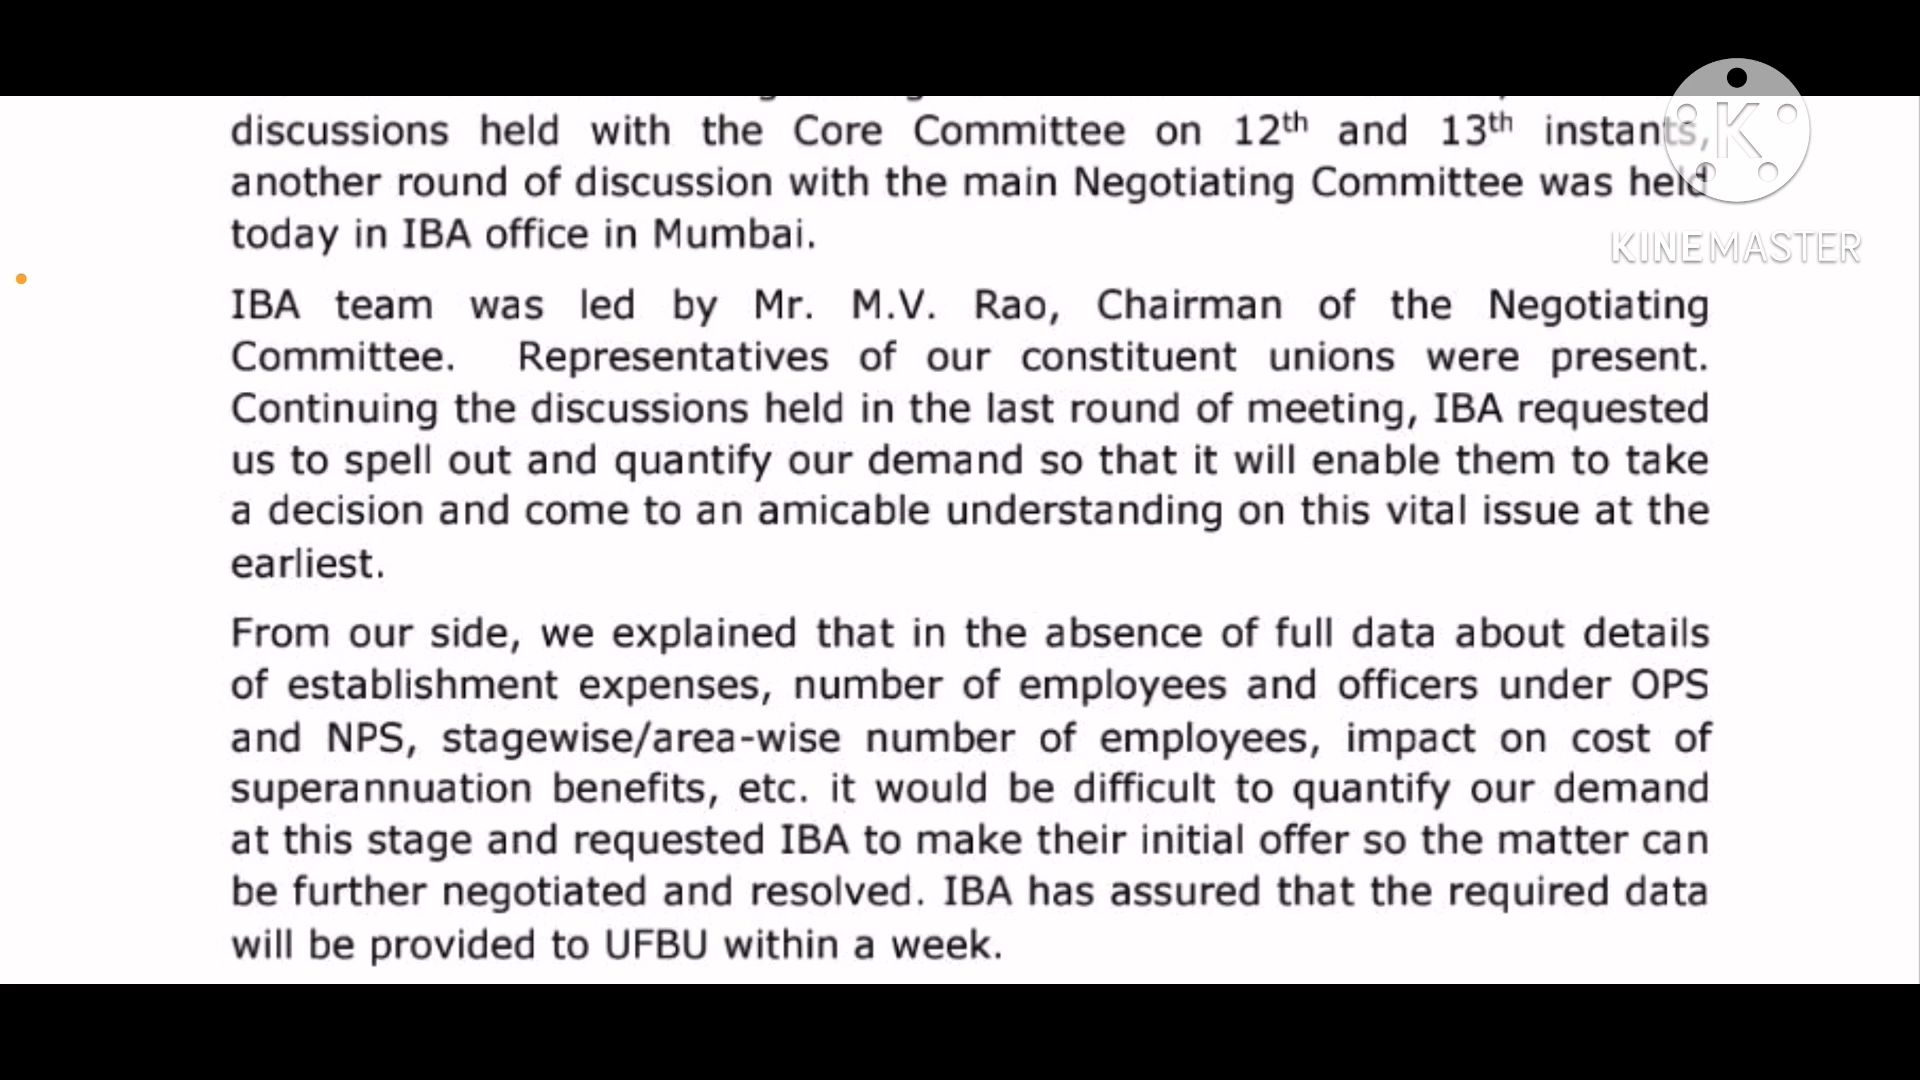 discussions held with the Core Committee on 12th and 13th instants,
another round of discussion with the main Negotiating Committee was held
today in IBA office in Mumbai.
IBA team was led by Mr. M.V. Rao, Chairman of the Negotiating
Committee. Representatives of our constituent unions were present.
Continuing the discussions held in the last round of meeting, IBA requested
us to spell out and quantify our demand so that it will enable them to take
a decision and come to an amicable understanding on this vital issue at the
earliest.
From our side, we explained that in the absence of full data about details
of establishment expenses, number of employees and officers under OPS
and NPS, stagewise/area-wise number of employees, impact on cost of
superannuation benefits, etc. it would be difficult to quantify our demand
at this stage and requested IBA to make their initial offer so the matter can
be further negotiated and resolved. IBA has assured that the required data
will be provided to UFBU within a week.
K
KINEMASTER